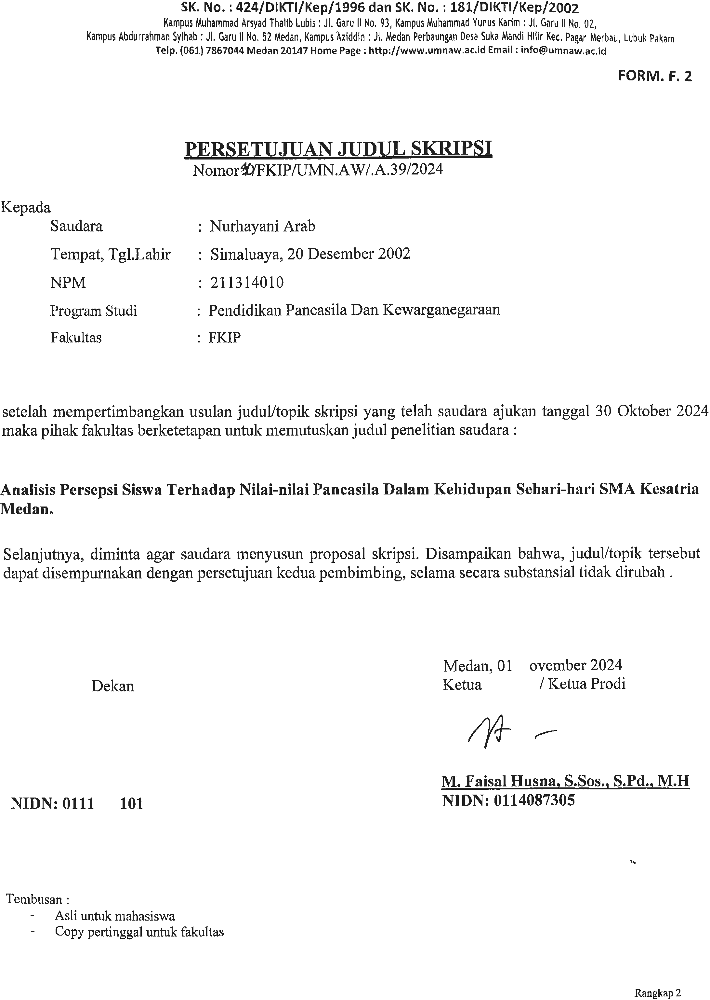 SK. No. : 424/DIKTI/Kep/1996 dan SK. No. : 181/DIKTI/Kep/2002
Kampus Muhammad Arsyad Thalib Lubis : Jl. Garu II No. 93, Kampus Muhammad Yunus Karim : Jl. Garu II No. 02,
Kampus Abdurrahman Syihab : Jl. Garu II No. 52 Medan, Kampus Aziddin : Jl. Medan Perbaungan Desa Suka Mandi Hilir Kec. Pagar Merbau, Lubuk Pakam
Telp. (061) 7867044 Medan 20147 Home Page : http://www.umnaw.ac.id Email : info@umnaw.ac.id
FORM. F. 2
PERSETUJUAN JUDUL SKRIPSI
Nomor /FKIP/UMN.AW/.A.39/2024
Kepada
Saudara : Nurhayani Arab
Tempat, Tgl.Lahir : Simaluaya, 20 Desember 2002
NPM : 211314010
Program Studi : Pendidikan Pancasila Dan Kewarganegaraan
Fakultas : FKIP
setelah mempertimbangkan usulan judul/topik skripsi yang telah saudara ajukan tanggal 30 Oktober 2024
maka pihak fakultas berketetapan untuk memutuskan judul penelitian saudara :
Analisis Persepsi Siswa Terhadap Nilai-nilai Pancasila Dalam Kehidupan Sehari-hari SMA Kesatria
Medan.
Selanjutnya, diminta agar saudara menyusun proposal skripsi. Disampaikan bahwa, judul/topik tersebut
dapat disempurnakan dengan persetujuan kedua pembimbing, selama secara substansial tidak dirubah .
Medan, 01 ovember 2024
Dekan
Ketua / Ketua Prodi
M. Faisal Husna, S.Sos., S.Pd., M.H
NIDN: 0111 101
NIDN: 0114087305
Tembusan :
- Asli untuk mahasiswa
- Copy pertinggal untuk fakultas
Rangkap 2